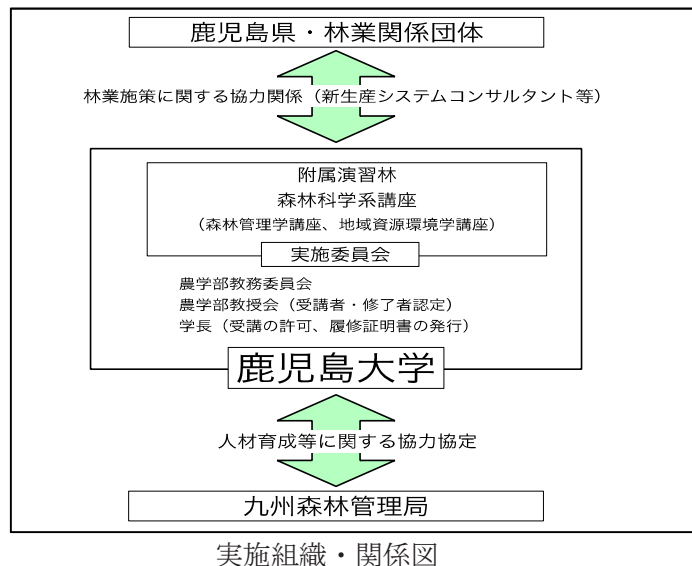 鹿児島県・林業関係団体
林業施策に関する協力関係（新生産システムコンサルタント等）
附属演習林
森林科学系講座
（森林管理学講座、地域資源環境学講座）
実施委員会
農学部教務委員会
農学部教授会（受講者・修了者認定）
学長（受講の許可、履修証明書の発行）
鹿児島大学
人材育成等に関する協力協定
九州森林管理局
実施組織・関係図